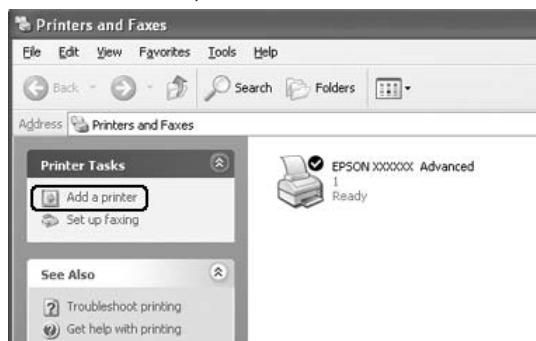 Printers and Faxes
File Edit View Favorites Tools Help
Back Search Folders
Address Printers and Faxes
Printer Tasks
Add a printer
Set up faxing
See Also
Troubleshoot printing
Get help with printing
EPSON XXXXXX Advanced
1
Ready